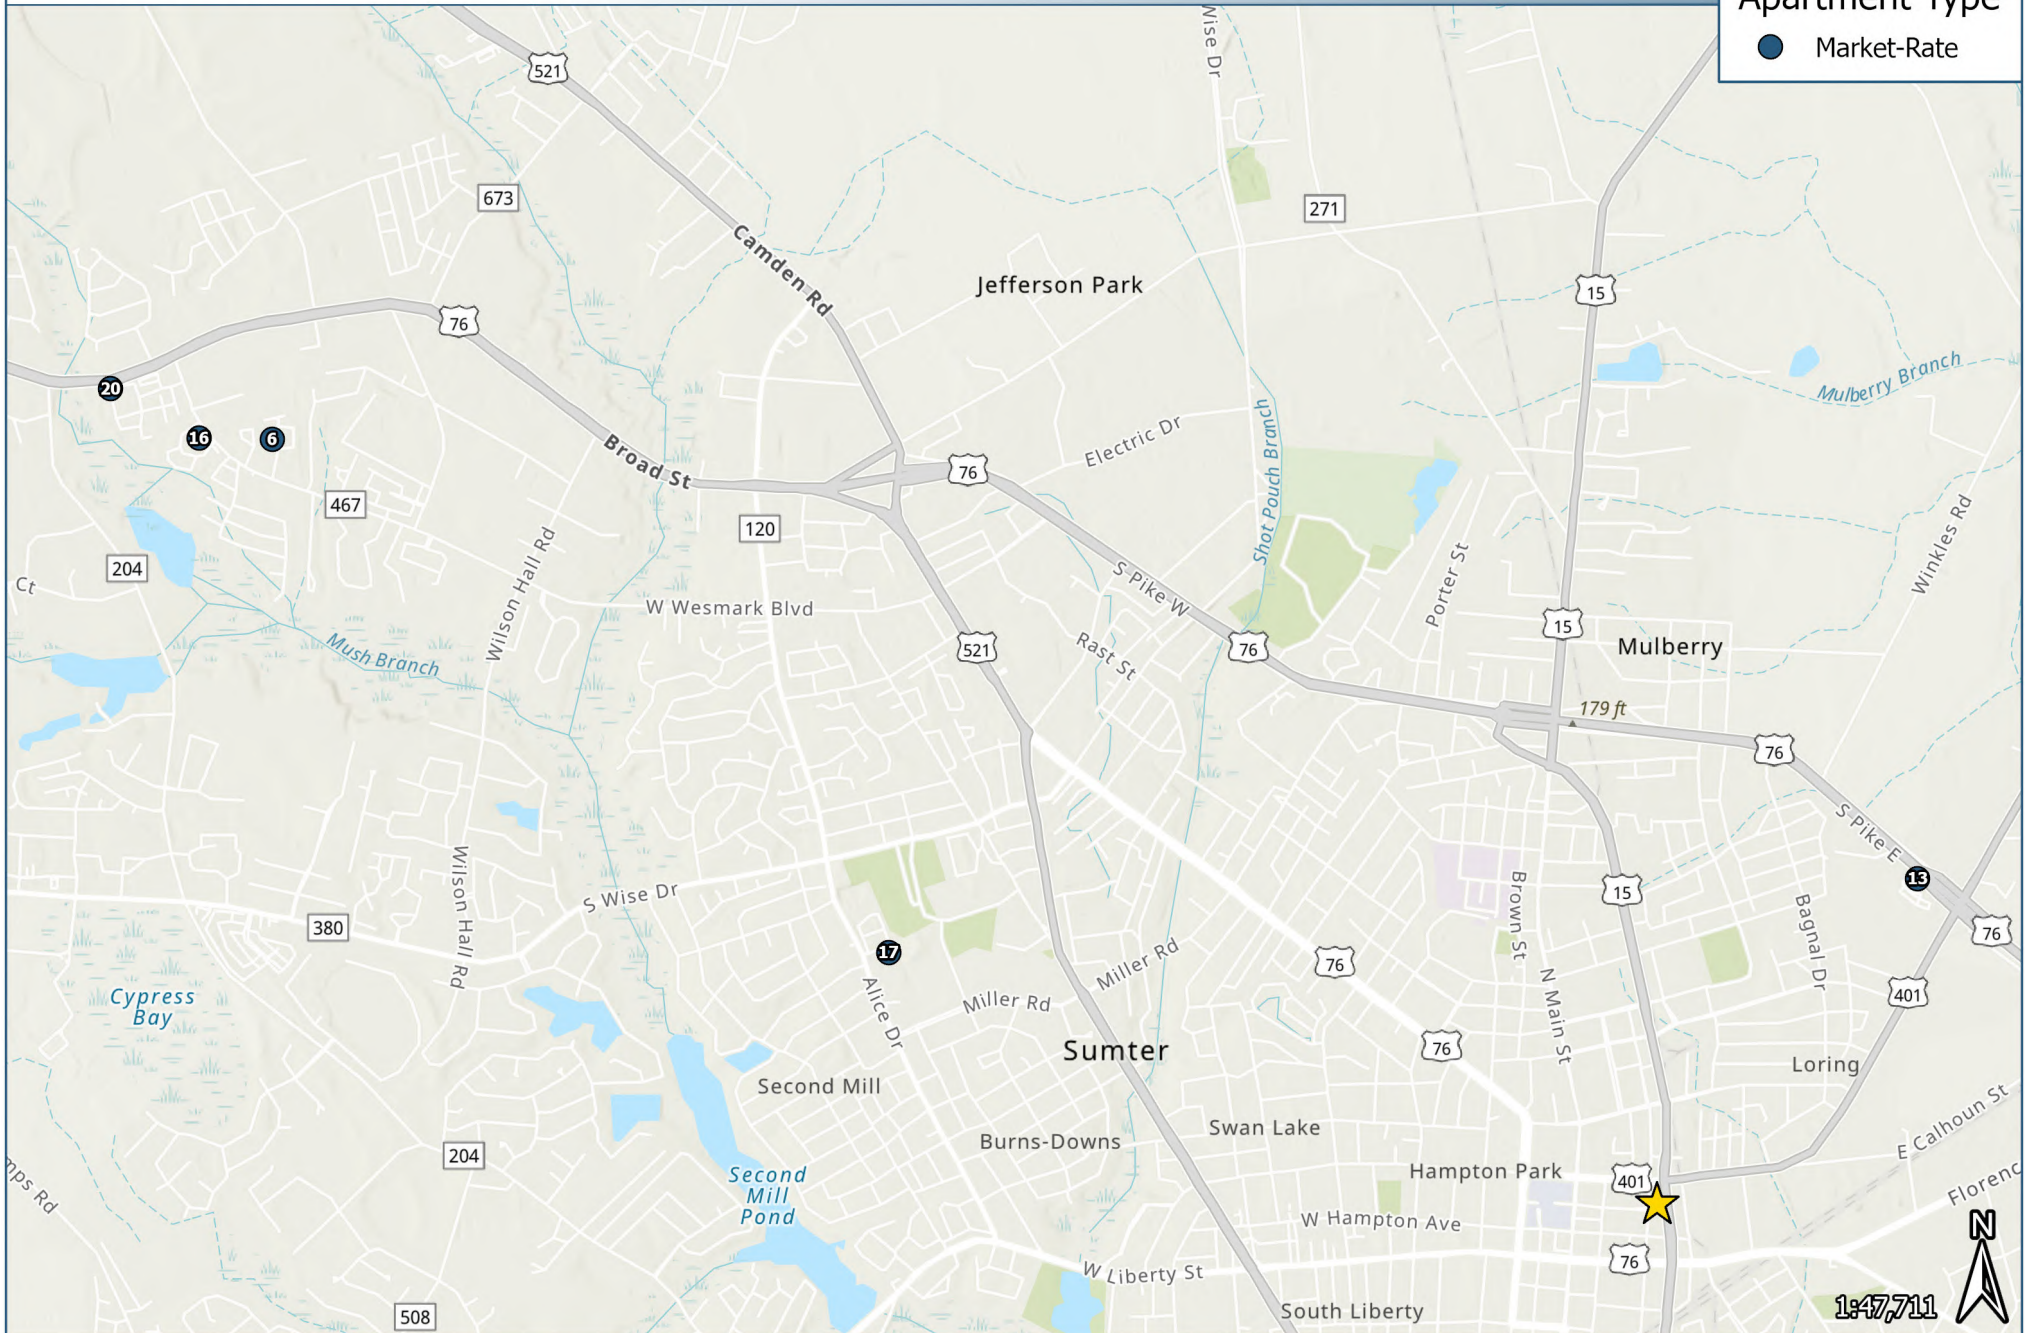 Apartment Type
Market-Rate
Wise Dr
521
673
271
Camden Rd
Jefferson Park
15
76
20
16
6
Broad St
76
Electric Dr
Mulberry Branch
Shot Pouch Branch
467
120
204
Ct
Wilson Hall Rd
W Wesmark Blvd
Mush Branch
S Pike W
Porter St
Winkles Rd
15
Mulberry
521
Rast St
76
179 ft
76
S Pike E
13
Wilson Hall Rd
S Wise Dr
380
Brown St
15
Bagnal Dr
76
17
Miller Rd
76
401
Cypress
Bay
Alice Dr
Miller Rd
N Main St
76
Sumter
Loring
Second Mill
Swan Lake
Burns-Downs
E Calhoun St
204
Hampton Park
401
Second
Mill
Pond
mps Rd
Florenc
W Hampton Ave
N
76
W Liberty St
508
South Liberty
1:47,711